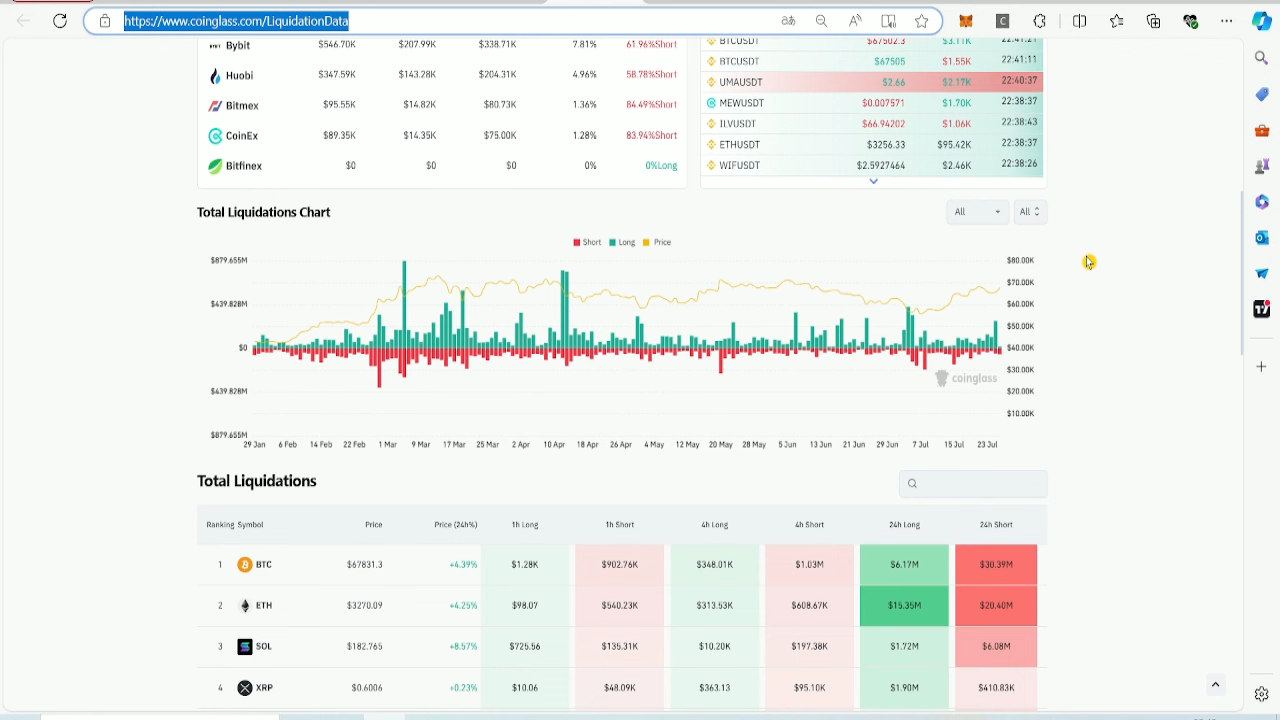 https://www.coinglass.com/LiquidationData
Bybit $546.70K $207.99K $338.71K 7.81% 61.96%Short
Huobi $347.59K $143.28K $204.31K 4.96% 58.78%Short
Bitmex $95.55K $14.82K $80.73K 1.36% 84.49%Short
CoinEx $89.35K $14.35K $75.00K 1.28% 83.94%Short
Bitfinex $0 $0 $0 0% 0%Long
BTCUSDT $67502.3 $3.11K 22:41:21
BTCUSDT $67505 $1.55K 22:41:11
UMAUSDT $2.66 $2.17K 22:40:37
MEWUSDT $0.007571 $1.70K 22:38:37
ILVUSDT $66.94202 $1.06K 22:38:43
ETHUSDT $3256.33 $95.42K 22:38:37
WIFUSDT $2.5927464 $2.46K 22:38:26
Total Liquidations Chart
All All
Short Long Price
$879.655M
$439.828M
$0
$439.828M
$879.655M
$80.00K
$70.00K
$60.00K
$50.00K
$40.00K
$30.00K
$20.00K
$10.00K
coinglass
29 Jan 6 Feb 14 Feb 22 Feb 1 Mar 9 Mar 17 Mar 25 Mar 2 Apr 10 Apr 18 Apr 26 Apr 4 May 12 May 20 May 28 May 5 Jun 13 Jun 21 Jun 29 Jun 7 Jul 15 Jul 23 Jul
Total Liquidations
Ranking Symbol Price Price (24h%) 1h Long 1h Short 4h Long 4h Short 24h Long 24h Short
1 BTC $67831.3 +4.39% $1.28K $902.76K $348.01K $1.03M $6.17M $30.39M
2 ETH $3270.09 +4.25% $98.07 $540.23K $313.53K $608.67K $15.35M $20.40M
3 SOL $182.765 +8.57% $725.56 $135.31K $10.20K $197.38K $1.72M $6.08M
4 XRP $0.6006 +0.23% $10.06 $48.09K $363.13 $95.10K $1.90M $410.83K